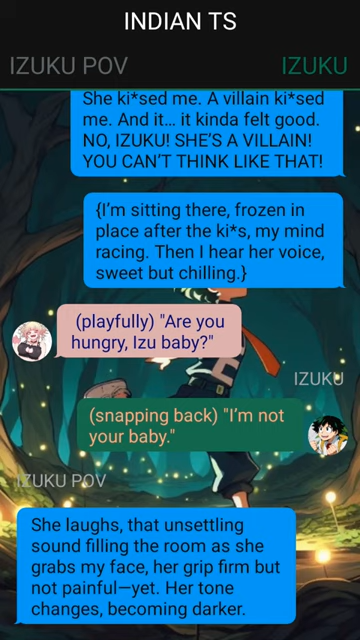 INDIAN TS
IZUKU POV
IZUKU
She ki*sed me. A villain ki*sed
me. And it… it kinda felt good.
NO, IZUKU! SHE'S A VILLAIN!
YOU CAN'T THINK LIKE THAT!
{I'm sitting there, frozen in
place after the ki*s, my mind
racing. Then I hear her voice,
sweet but chilling.}
(playfully) "Are you
hungry, Izu baby?"
IZUKU
(snapping back) "I'm not
your baby."
IZUKU POV
She laughs, that unsettling
sound filling the room as she
grabs my face, her grip firm but
not painful—yet. Her tone
changes, becoming darker.